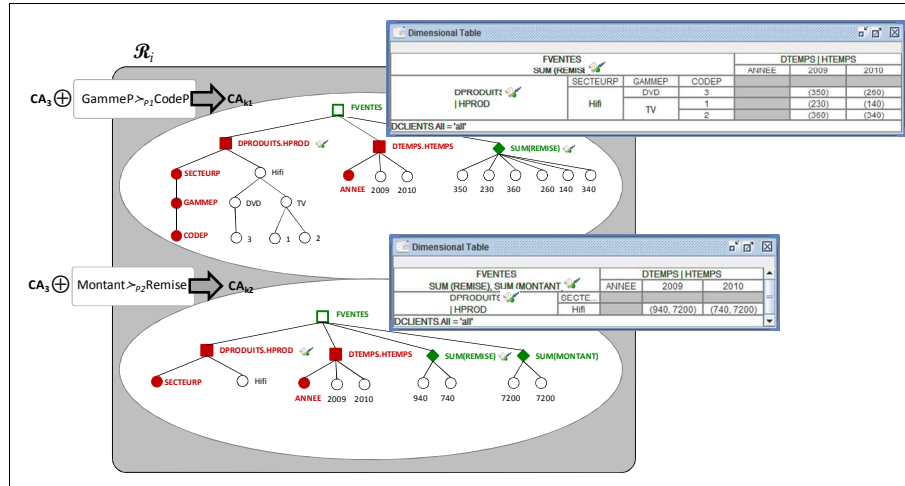 ℛi
CA3 ⊕ GammeP≻P1CodeP CAk1
FVENTES
DPRODUITS.HPROD DTEMPS.HTEMPS SUM(REMISE)
SECTEURP Hifi ANNEE 2009 2010 350 230 360 260 140 340
GAMMEP DVD TV
CODEP 3 1 2
Dimensional Table
FVENTES DTEMPS | HTEMPS
SUM (REMISE ANNEE 2009 2010
SECTEURP GAMMEP CODEP
DPRODUITS DVD 3 (350) (260)
| HPROD Hifi TV 1 (230) (140)
2 (360) (340)
DCLIENTS.All = 'all'
CA3 ⊕ Montant≻P2Remise CAk2
Dimensional Table
FVENTES DTEMPS | HTEMPS
SUM (REMISE), SUM (MONTANT ANNEE 2009 2010
DPRODUITS SECTE...
| HPROD Hifi (940, 7200) (740, 7200)
DCLIENTS.All = 'all'
FVENTES
DPRODUITS.HPROD DTEMPS.HTEMPS SUM(REMISE) SUM(MONTANT)
SECTEURP Hifi ANNEE 2009 2010 940 740 7200 7200